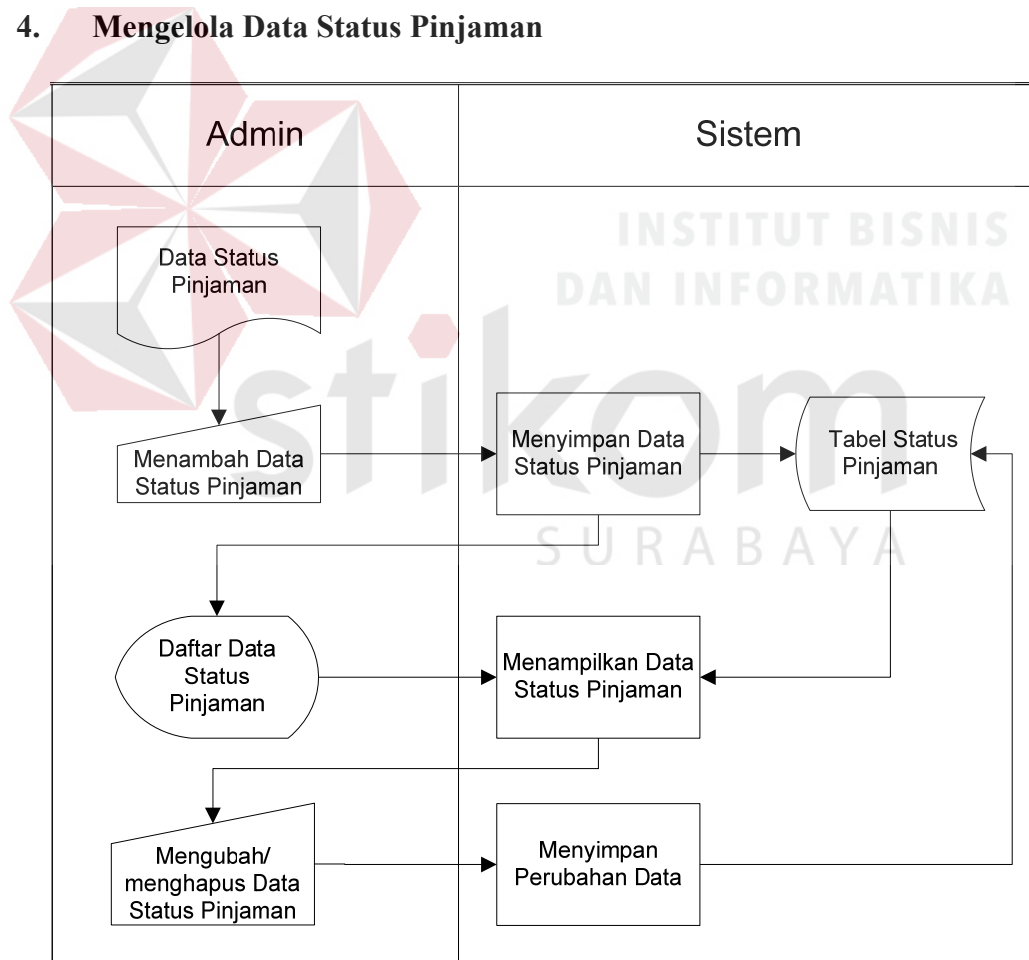 4. Mengelola Data Status Pinjaman
Admin
Sistem
INSTITUT BISNIS
DAN INFORMATIKA
stikom
SURABAYA
Data Status
Pinjaman
Menambah Data
Status Pinjaman
Menyimpan Data
Status Pinjaman
Tabel Status
Pinjaman
Daftar Data
Status
Pinjaman
Menampilkan Data
Status Pinjaman
Mengubah/
menghapus Data
Status Pinjaman
Menyimpan
Perubahan Data